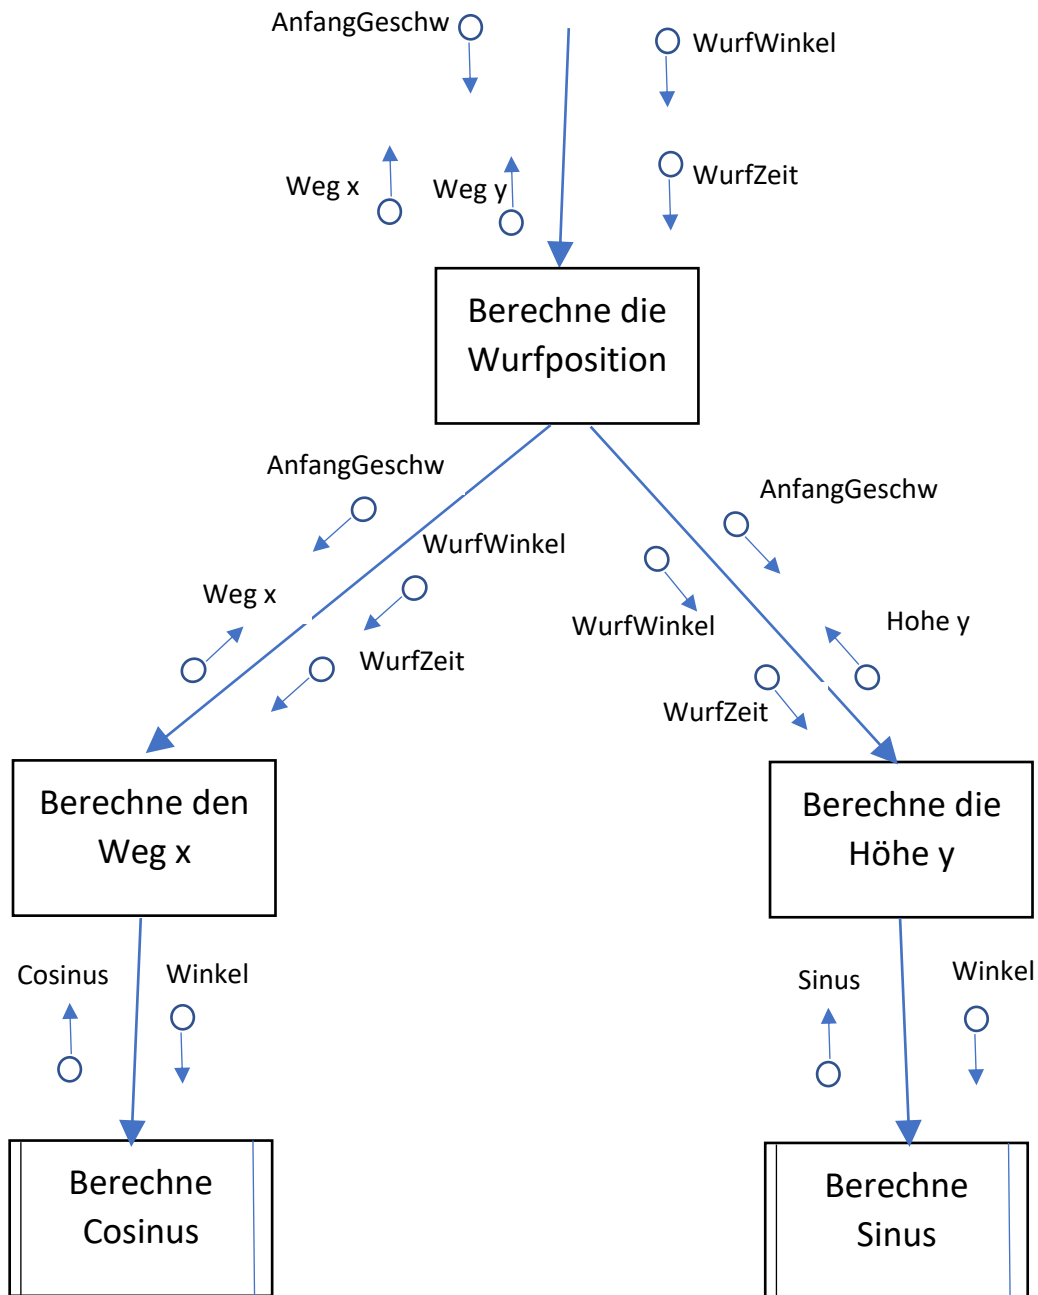 AnfangGeschw
WurfWinkel
Weg x
Weg y
WurfZeit
Berechne die
Wurfposition
AnfangGeschw
AnfangGeschw
WurfWinkel
Weg x
WurfWinkel
Hohe y
WurfZeit
WurfZeit
Berechne den
Weg x
Berechne die
Höhe y
Cosinus
Winkel
Sinus
Winkel
Berechne
Cosinus
Berechne
Sinus